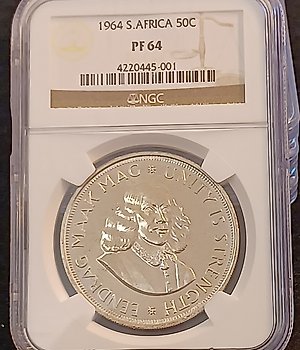 1964 S.AFRICA 50C
PF 64
4220445-001
NGC
EENDRAG MAAK MAG * UNITY IS STRENGTH *